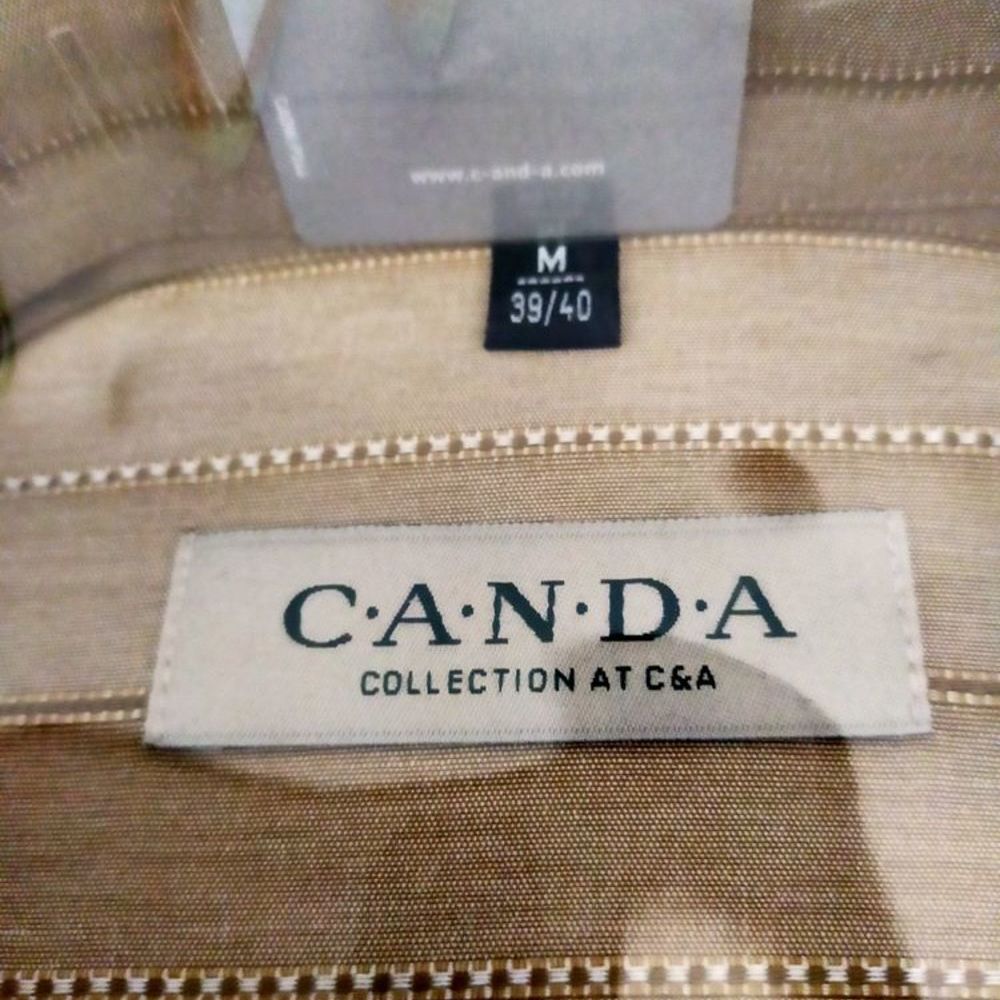 www.c-and-a.com
M
39/40
C·A·N·D·A
COLLECTION AT C&A